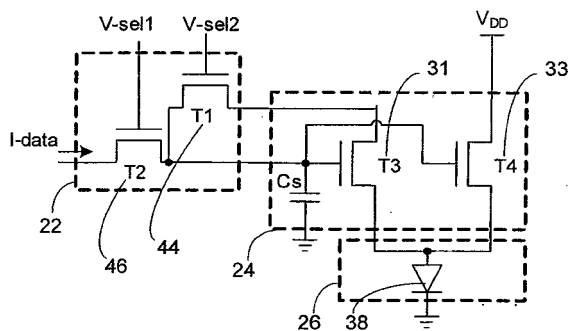 V-sel1
V-sel2
V_DD
31
33
I-data
T1
T2
T3
T4
Cs
22
46
44
24
26
38